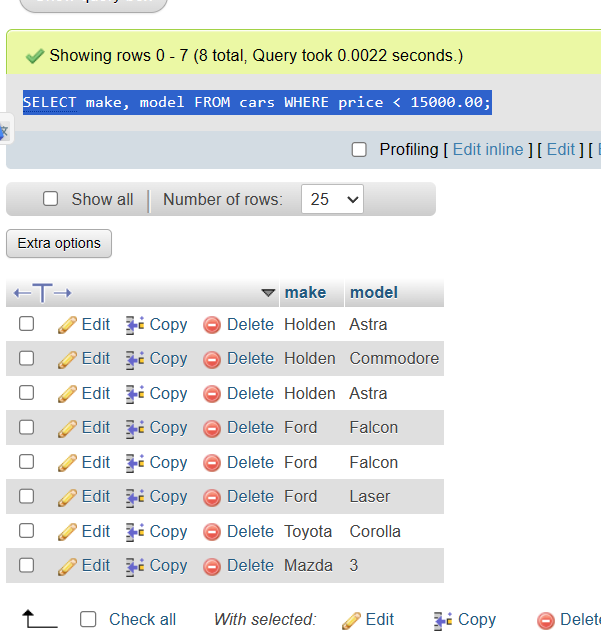 Showing rows 0 - 7 (8 total, Query took 0.0022 seconds.)
SELECT make, model FROM cars WHERE price < 15000.00;
Profiling [ Edit inline ] [ Edit ] [
Show all Number of rows: 25
Extra options
make model
Edit Copy Delete Holden Astra
Edit Copy Delete Holden Commodore
Edit Copy Delete Holden Astra
Edit Copy Delete Ford Falcon
Edit Copy Delete Ford Falcon
Edit Copy Delete Ford Laser
Edit Copy Delete Toyota Corolla
Edit Copy Delete Mazda 3
Check all With selected: Edit Copy Delete